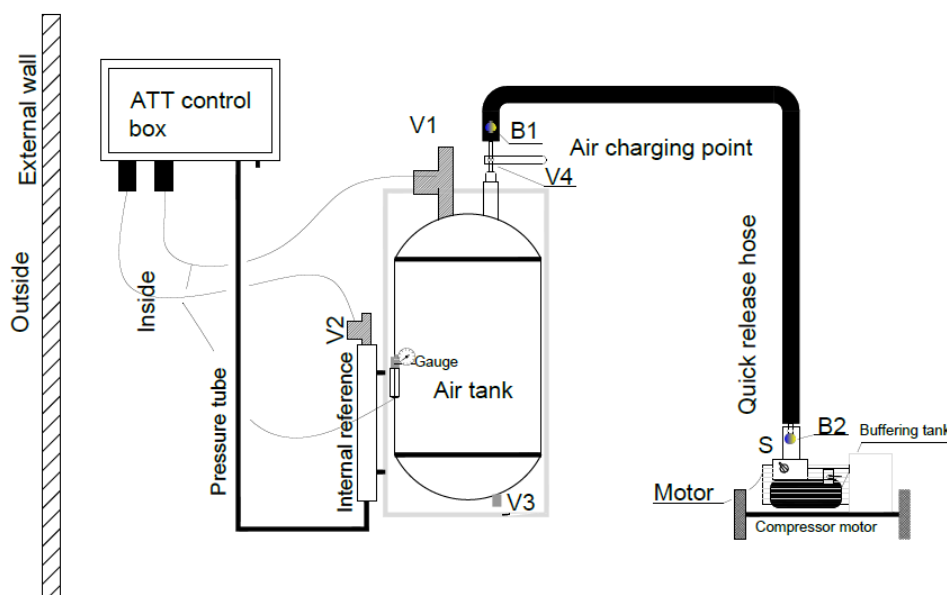 External wall
Outside
ATT control
box
Inside
Pressure tube
V1
V2
Internal reference
Gauge
Air tank
V3
B1
Air charging point
V4
Quick release hose
S
B2
Buffering tank
Motor
Compressor motor